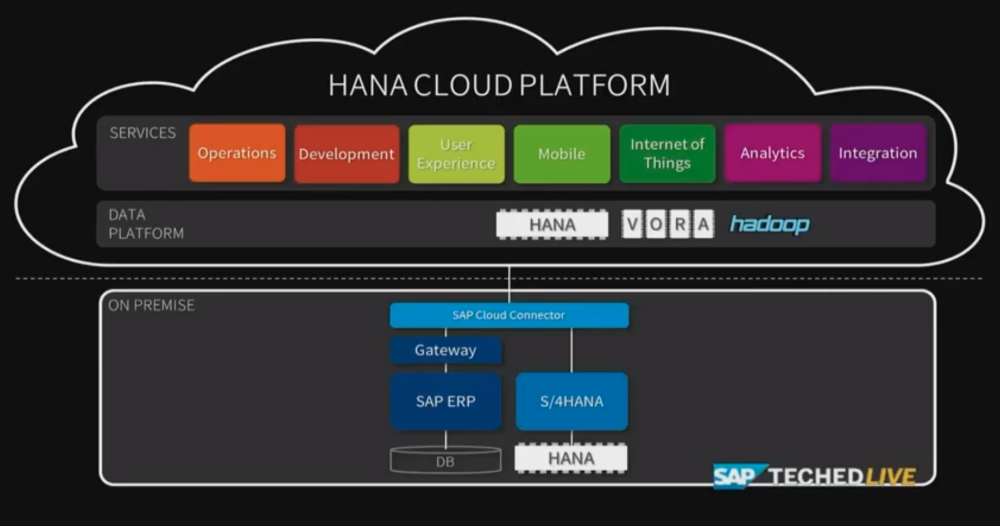 HANA CLOUD PLATFORM
SERVICES
Operations
Development
User
Experience
Mobile
Internet of
Things
Analytics
Integration
DATA
PLATFORM
HANA
VORA
hadoop
ON PREMISE
SAP Cloud Connector
Gateway
SAP ERP
S/4HANA
DB
HANA
SAP TECHEDLIVE